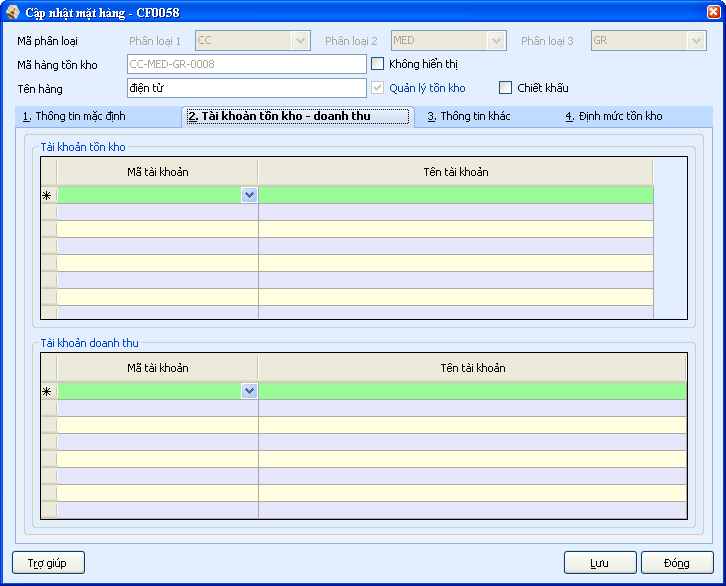 Cập nhật mặt hàng - CF0058
Mã phân loại Phân loại 1 CC Phân loại 2 MED Phân loại 3 GR
Mã hàng tồn kho CC-MED-GR-0008 Không hiển thị
Tên hàng điện tử Quản lý tồn kho Chiết khấu
1. Thông tin mặc định 2. Tài khoản tồn kho - doanh thu 3. Thông tin khác 4. Định mức tồn kho
Tài khoản tồn kho
Mã tài khoản Tên tài khoản
Tài khoản doanh thu
Mã tài khoản Tên tài khoản
Trợ giúp Lưu Đóng